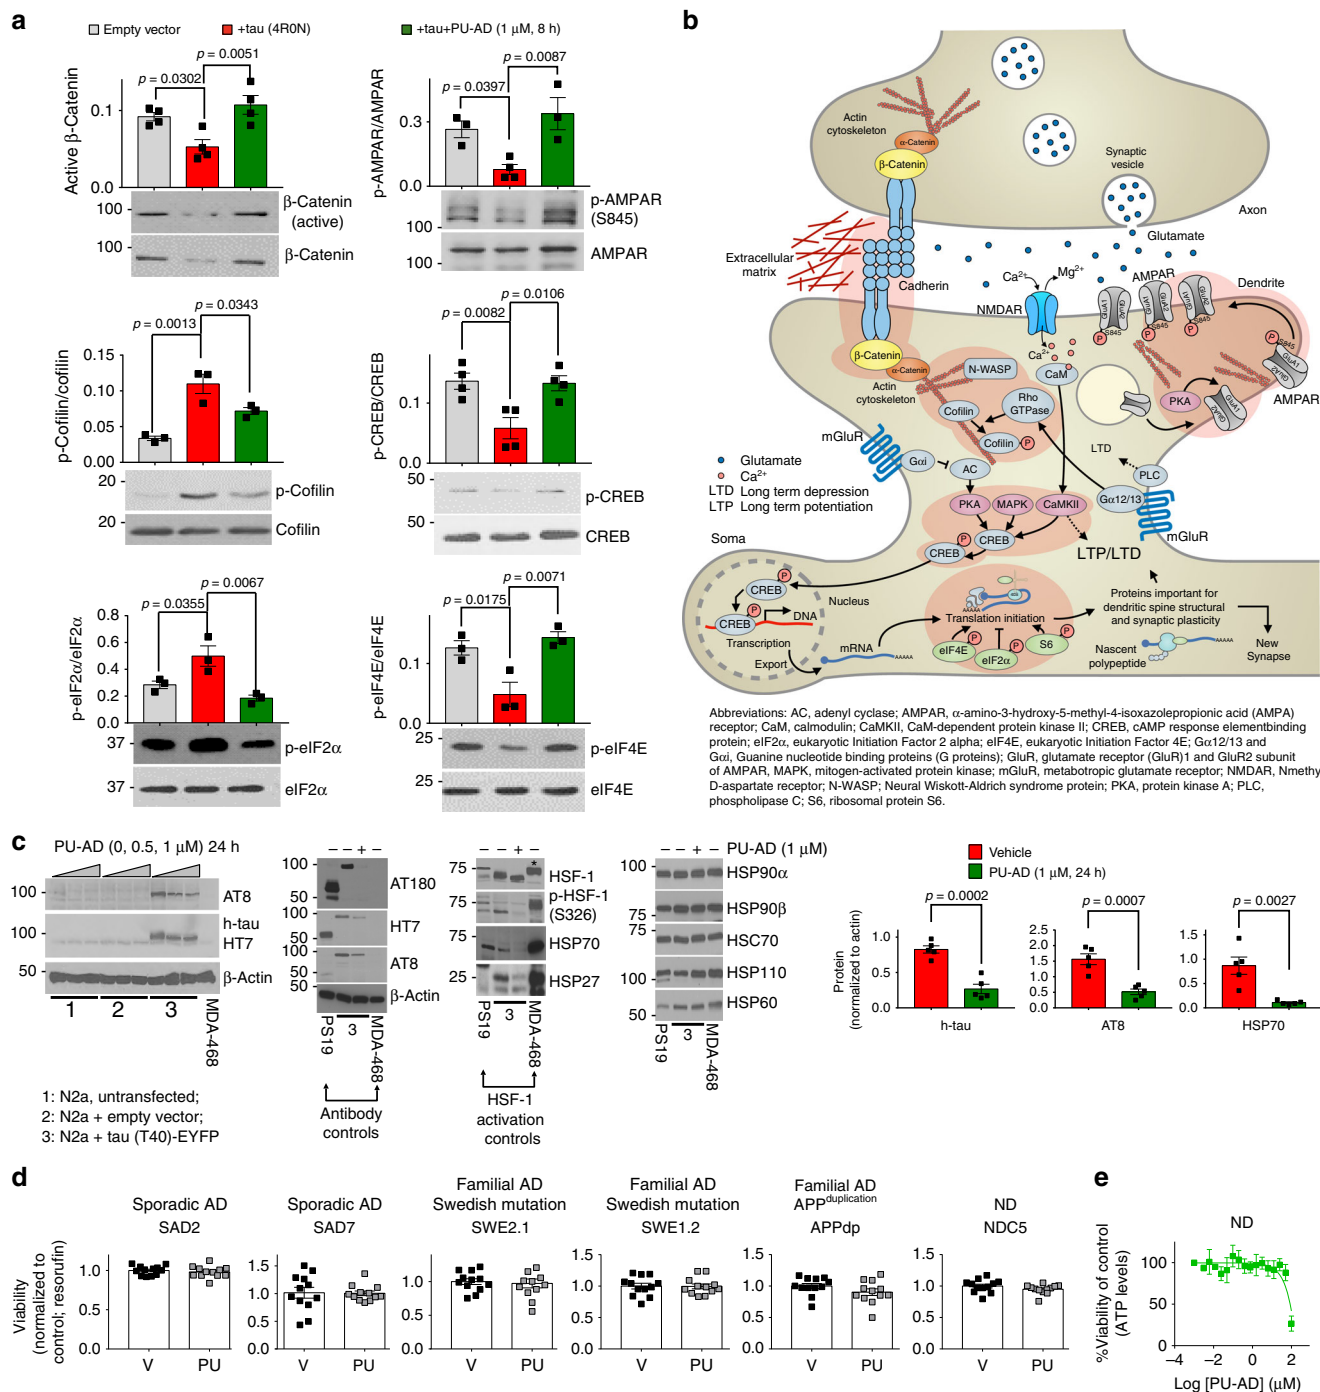 a
Empty vector
+tau (4R0N)
+tau+PU-AD (1 μM, 8 h)
p = 0.0051
p = 0.0302
Active β-Catenin
0.1
0.0
100
β-Catenin
(active)
100
β-Catenin
p = 0.0087
p = 0.0397
p-AMPAR/AMPAR
0.3
0.0
100
p-AMPAR
(S845)
100
AMPAR
p = 0.0343
p = 0.0013
p-Cofilin/cofilin
0.15
0.10
0.05
0.00
20
p-Cofilin
20
Cofilin
p = 0.0106
p = 0.0082
p-CREB/CREB
0.1
0.0
50
p-CREB
50
CREB
p = 0.0067
p = 0.0355
p-eIF2α/eIF2α
0.8
0.6
0.4
0.2
0.0
37
p-eIF2α
37
eIF2α
p = 0.0071
p = 0.0175
p-eIF4E/eIF4E
0.1
0.0
25
p-eIF4E
25
eIF4E
b
Actin
cytoskeleton
α-Catenin
β-Catenin
Synaptic
vesicle
Axon
Glutamate
Extracellular
matrix
Cadherin
Ca2+
Mg2+
NMDAR
AMPAR
Dendrite
GluA1
GluA2
GluA1
GluA2
GluA1
GluA2
S845
S845
S845
S845
P
P
P
P
GluA1
GluA2
AMPAR
PKA
GluA1
GluA2
β-Catenin
α-Catenin
Actin
cytoskeleton
Ca2+
CaM
N-WASP
Cofilin
Rho
GTPase
Cofilin
P
mGluR
Gαi
AC
LTD
PLC
Gα12/13
mGluR
Glutamate
Ca2+
LTD Long term depression
LTP Long term potentiation
PKA
MAPK
CaMKII
P
CREB
CREB
LTP/LTD
Soma
P
CREB
Nucleus
P
CREB
DNA
Transcription
Export
mRNA
AAAAA
AAAAA
Translation initiation
eIF4E
P
eIF2α
P
S6
P
Proteins important for
dendritic spine structural
and synaptic plasticity
Nascent
polypeptide
AAAAA
New
Synapse
Abbreviations: AC, adenyl cyclase; AMPAR, α-amino-3-hydroxy-5-methyl-4-isoxazolepropionic acid (AMPA)
receptor; CaM, calmodulin; CaMKII, CaM-dependent protein kinase II; CREB, cAMP response elementbinding
protein; eIF2α, eukaryotic Initiation Factor 2 alpha; eIF4E, eukaryotic Initiation Factor 4E; Gα12/13 and
Gαi, Guanine nucleotide binding proteins (G proteins); GluR, glutamate receptor (GluR)1 and GluR2 subunit
of AMPAR, MAPK, mitogen-activated protein kinase; mGluR, metabotropic glutamate receptor; NMDAR, Nmethy
D-aspartate receptor; N-WASP; Neural Wiskott-Aldrich syndrome protein; PKA, protein kinase A; PLC,
phospholipase C; S6, ribosomal protein S6.
c
PU-AD (0, 0.5, 1 μM) 24 h
100
AT8
h-tau
100
HT7
50
β-Actin
37
1
2
3
MDA-468
1: N2a, untransfected;
2: N2a + empty vector;
3: N2a + tau (T40)-EYFP
– – + –
100
AT180
50
100
HT7
50
100
AT8
50
β-Actin
37
PS19
3
MDA-468
Antibody
controls
– – + –
*
75
HSF-1
p-HSF-1
75
(S326)
75
HSP70
25
HSP27
PS19
3
MDA-468
HSF-1
activation
controls
– – + – PU-AD (1 μM)
100
HSP90α
100
HSP90β
75
HSC70
100
HSP110
HSP60
50
PS19
3
MDA-468
Vehicle
PU-AD (1 μM, 24 h)
Protein
(normalized to actin)
p = 0.0002
1.0
0.5
0.0
h-tau
p = 0.0007
2.5
2.0
1.5
1.0
0.5
0.0
AT8
p = 0.0027
1.5
1.0
0.5
0.0
HSP70
d
Viability
(normalized to
control; resorufin)
Sporadic AD
SAD2
1.0
0.5
0.0
V
PU
Sporadic AD
SAD7
1.5
1.0
0.5
0.0
V
PU
Familial AD
Swedish mutation
SWE2.1
1.0
0.5
0.0
V
PU
Familial AD
Swedish mutation
SWE1.2
1.5
1.0
0.5
0.0
V
PU
Familial AD
APPduplication
APPdp
1.0
0.5
0.0
V
PU
ND
NDC5
1.0
0.5
0.0
V
PU
e
ND
%Viability of control
(ATP levels)
100
50
0
–4
–2
0
2
Log [PU-AD] (μM)